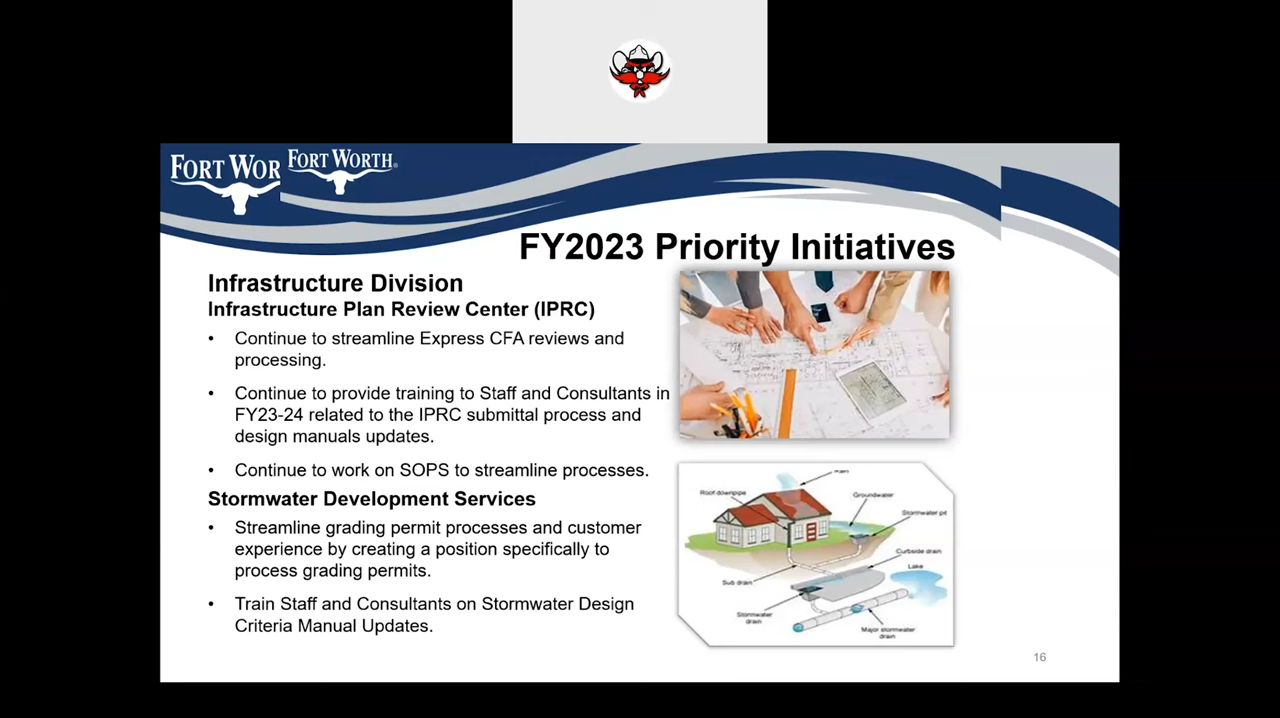 FORT WOR
FORT WORTH®
FY2023 Priority Initiatives
Infrastructure Division
Infrastructure Plan Review Center (IPRC)
• Continue to streamline Express CFA reviews and
processing.
• Continue to provide training to Staff and Consultants in
FY23-24 related to the IPRC submittal process and
design manuals updates.
• Continue to work on SOPS to streamline processes.
Stormwater Development Services
• Streamline grading permit processes and customer
experience by creating a position specifically to
process grading permits.
• Train Staff and Consultants on Stormwater Design
Criteria Manual Updates.
Roof downpipe
Groundwater
Stormwater pit
Curbside drain
Lake
Sub drain
Stormwater
drain
Major stormwater
drain
16